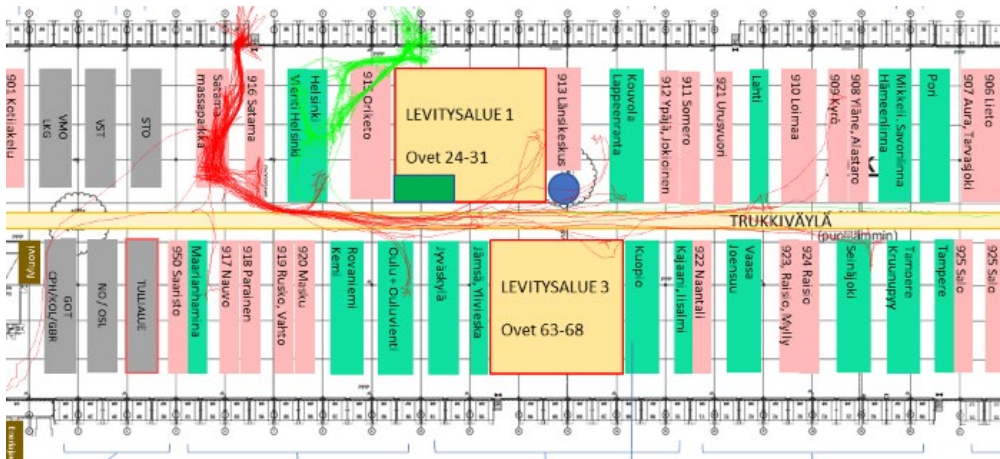 901 Kotijakelu
VMO
LKG
VST
STO
Satama
massapaikka
916 Satama
Helsinki
Vienti Helsinki
915 Oriketo
LEVITYSALUE 1
Ovet 24-31
913 Länsikeskus
Kouvola
Lappeenranta
912 Ypäjä, Jokioinen
911 Somero
921 Urusvuori
Lahti
910 Loimaa
909 Kyrö
908 Yläne, Alastaro
Hämeenlinna
Mikkeli, Savonlinna
Pori
907 Aura, Tarvasjoki
906 Lieto
TRUKKIVÄYLÄ
GOT
CPH/KOL/GBR
NO / OSL
TULLIALUE
950 Saaristo
Maarianhamina
917 Nauvo
918 Parainen
919 Rusko, Vahto
920 Masku
Rovaniemi
Kemi
Oulu + Ouluvienti
Jyväskylä
Jämsä, Ylivieska
LEVITYSALUE 3
Ovet 63-68
Kuopio
Kajaani, Iisalmi
922 Naantali
Vaasa
Joensuu
923, Raisio, Mylly
924 Raisio
Seinäjoki
Tampere
Kruunupyy
Tampere
925 Salo
925 Salo